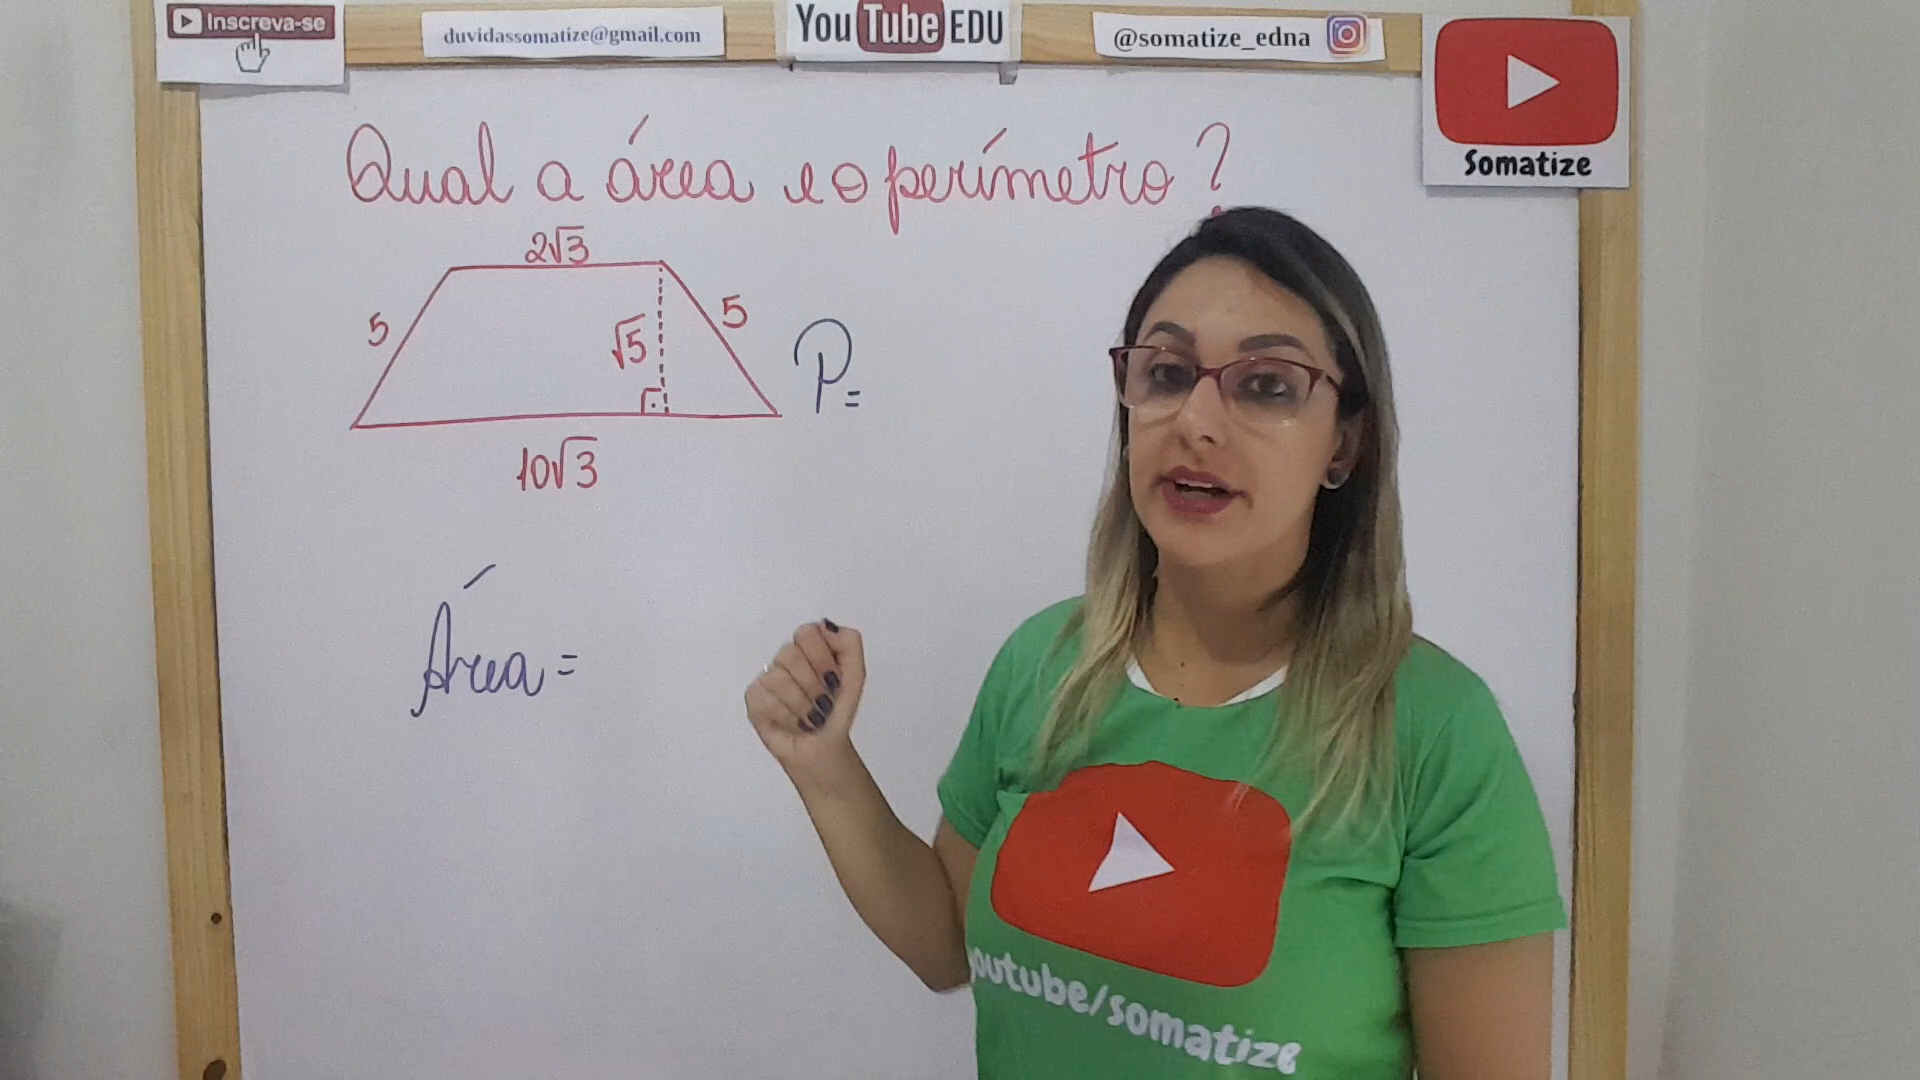 Inscreva-se
duvidassomatize@gmail.com
YouTube EDU
@somatize_edna
Somatize
Qual a área e o perímetro?
2√3
5
√5
5
P=
10√3
Área=
youtube/somatize